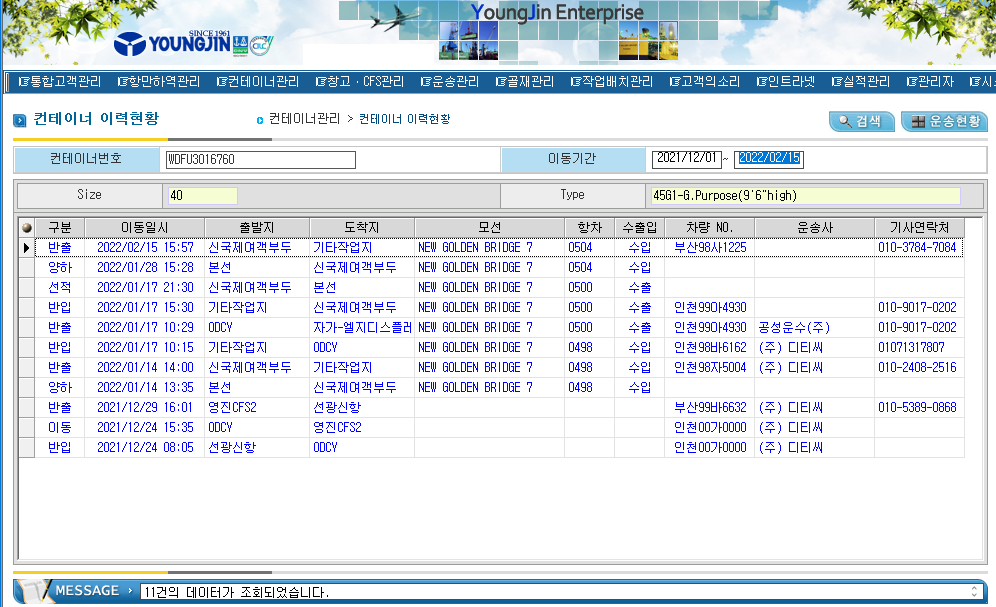 YoungJin Enterprise
SINCE 1961
YOUNGJIN
통합고객관리 항만하역관리 컨테이너관리 창고 · CFS관리 운송관리 골재관리 작업배치관리 고객의소리 인트라넷 실적관리 관리자 시스
컨테이너 이력현황 컨테이너관리 > 컨테이너 이력현황 검색 운송현황
컨테이너번호 WDFU3016760 이동기간 2021/12/01 ~ 2022/02/15
Size 40 Type 45G1-G.Purpose(9'6"high)
구분 이동일시 출발지 도착지 모선 항차 수출입 차량 NO. 운송사 기사연락처
반출 2022/02/15 15:57 신국제여객부두 기타작업지 NEW GOLDEN BRIDGE 7 0504 수입 부산98사1225 010-3784-7084
양하 2022/01/28 15:28 본선 신국제여객부두 NEW GOLDEN BRIDGE 7 0504 수입
선적 2022/01/17 21:30 신국제여객부두 본선 NEW GOLDEN BRIDGE 7 0500 수출
반입 2022/01/17 15:30 기타작업지 신국제여객부두 NEW GOLDEN BRIDGE 7 0500 수출 인천99아4930 010-9017-0202
반출 2022/01/17 10:29 ODCY 자가-엘지디스플러 NEW GOLDEN BRIDGE 7 0500 수출 인천99아4930 공성운수(주) 010-9017-0202
반입 2022/01/17 10:15 기타작업지 ODCY NEW GOLDEN BRIDGE 7 0498 수입 인천98바6162 (주) 디티씨 01071317807
반출 2022/01/14 14:00 신국제여객부두 기타작업지 NEW GOLDEN BRIDGE 7 0498 수입 인천98자5004 (주) 디티씨 010-2408-2516
양하 2022/01/14 13:35 본선 신국제여객부두 NEW GOLDEN BRIDGE 7 0498 수입
반출 2021/12/29 16:01 영진CFS2 선광신항 부산99바6632 (주) 디티씨 010-5389-0868
이동 2021/12/24 15:35 ODCY 영진CFS2 인천00가0000 (주) 디티씨
반입 2021/12/24 08:05 선광신항 ODCY 인천00가0000 (주) 디티씨
MESSAGE 11건의 데이터가 조회되었습니다.